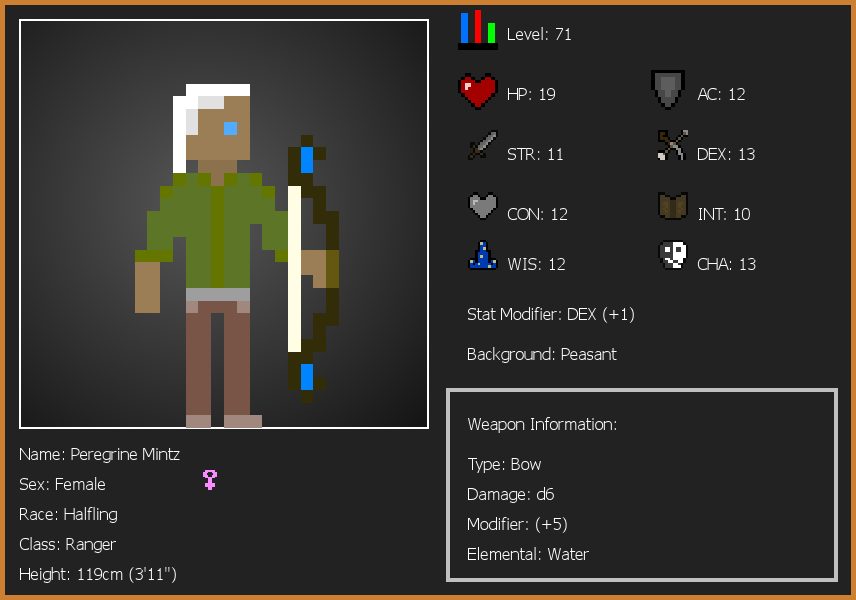 Level: 71
HP: 19
AC: 12
STR: 11
DEX: 13
CON: 12
INT: 10
WIS: 12
CHA: 13
Stat Modifier: DEX (+1)
Background: Peasant
Weapon Information:
Type: Bow
Damage: d6
Modifier: (+5)
Elemental: Water
Name: Peregrine Mintz
Sex: Female
Race: Halfling
Class: Ranger
Height: 119cm (3'11")